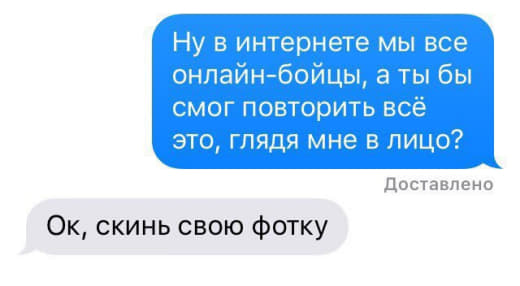 Ну в интернете мы все
онлайн-бойцы, а ты бы
смог повторить всё
это, глядя мне в лицо?
Доставлено
Ок, скинь свою фотку